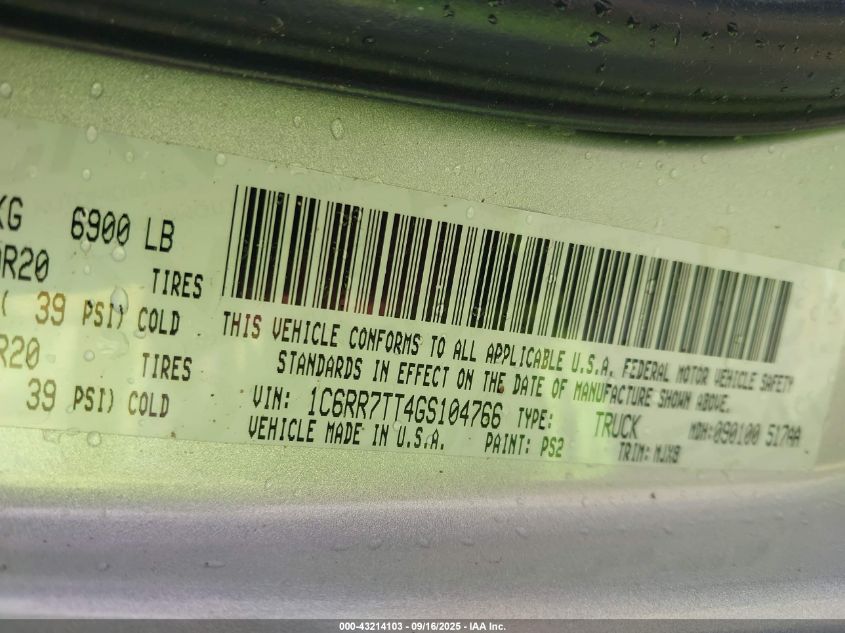 KG 6900 LB
R20 TIRES
( 39 PSI) COLD
R20 TIRES
39 PSI) COLD
THIS VEHICLE CONFORMS TO ALL APPLICABLE U.S.A. FEDERAL MOTOR VEHICLE SAFETY
STANDARDS IN EFFECT ON THE DATE OF MANUFACTURE SHOWN ABOVE.
VIN: 1C6RR7TT4GS104766 TYPE: TRUCK MDH:090100 517AA
VEHICLE MADE IN U.S.A. PAINT: PS2 TRIM: MJX8
000-43214103 - 09/16/2025 - IAA Inc.